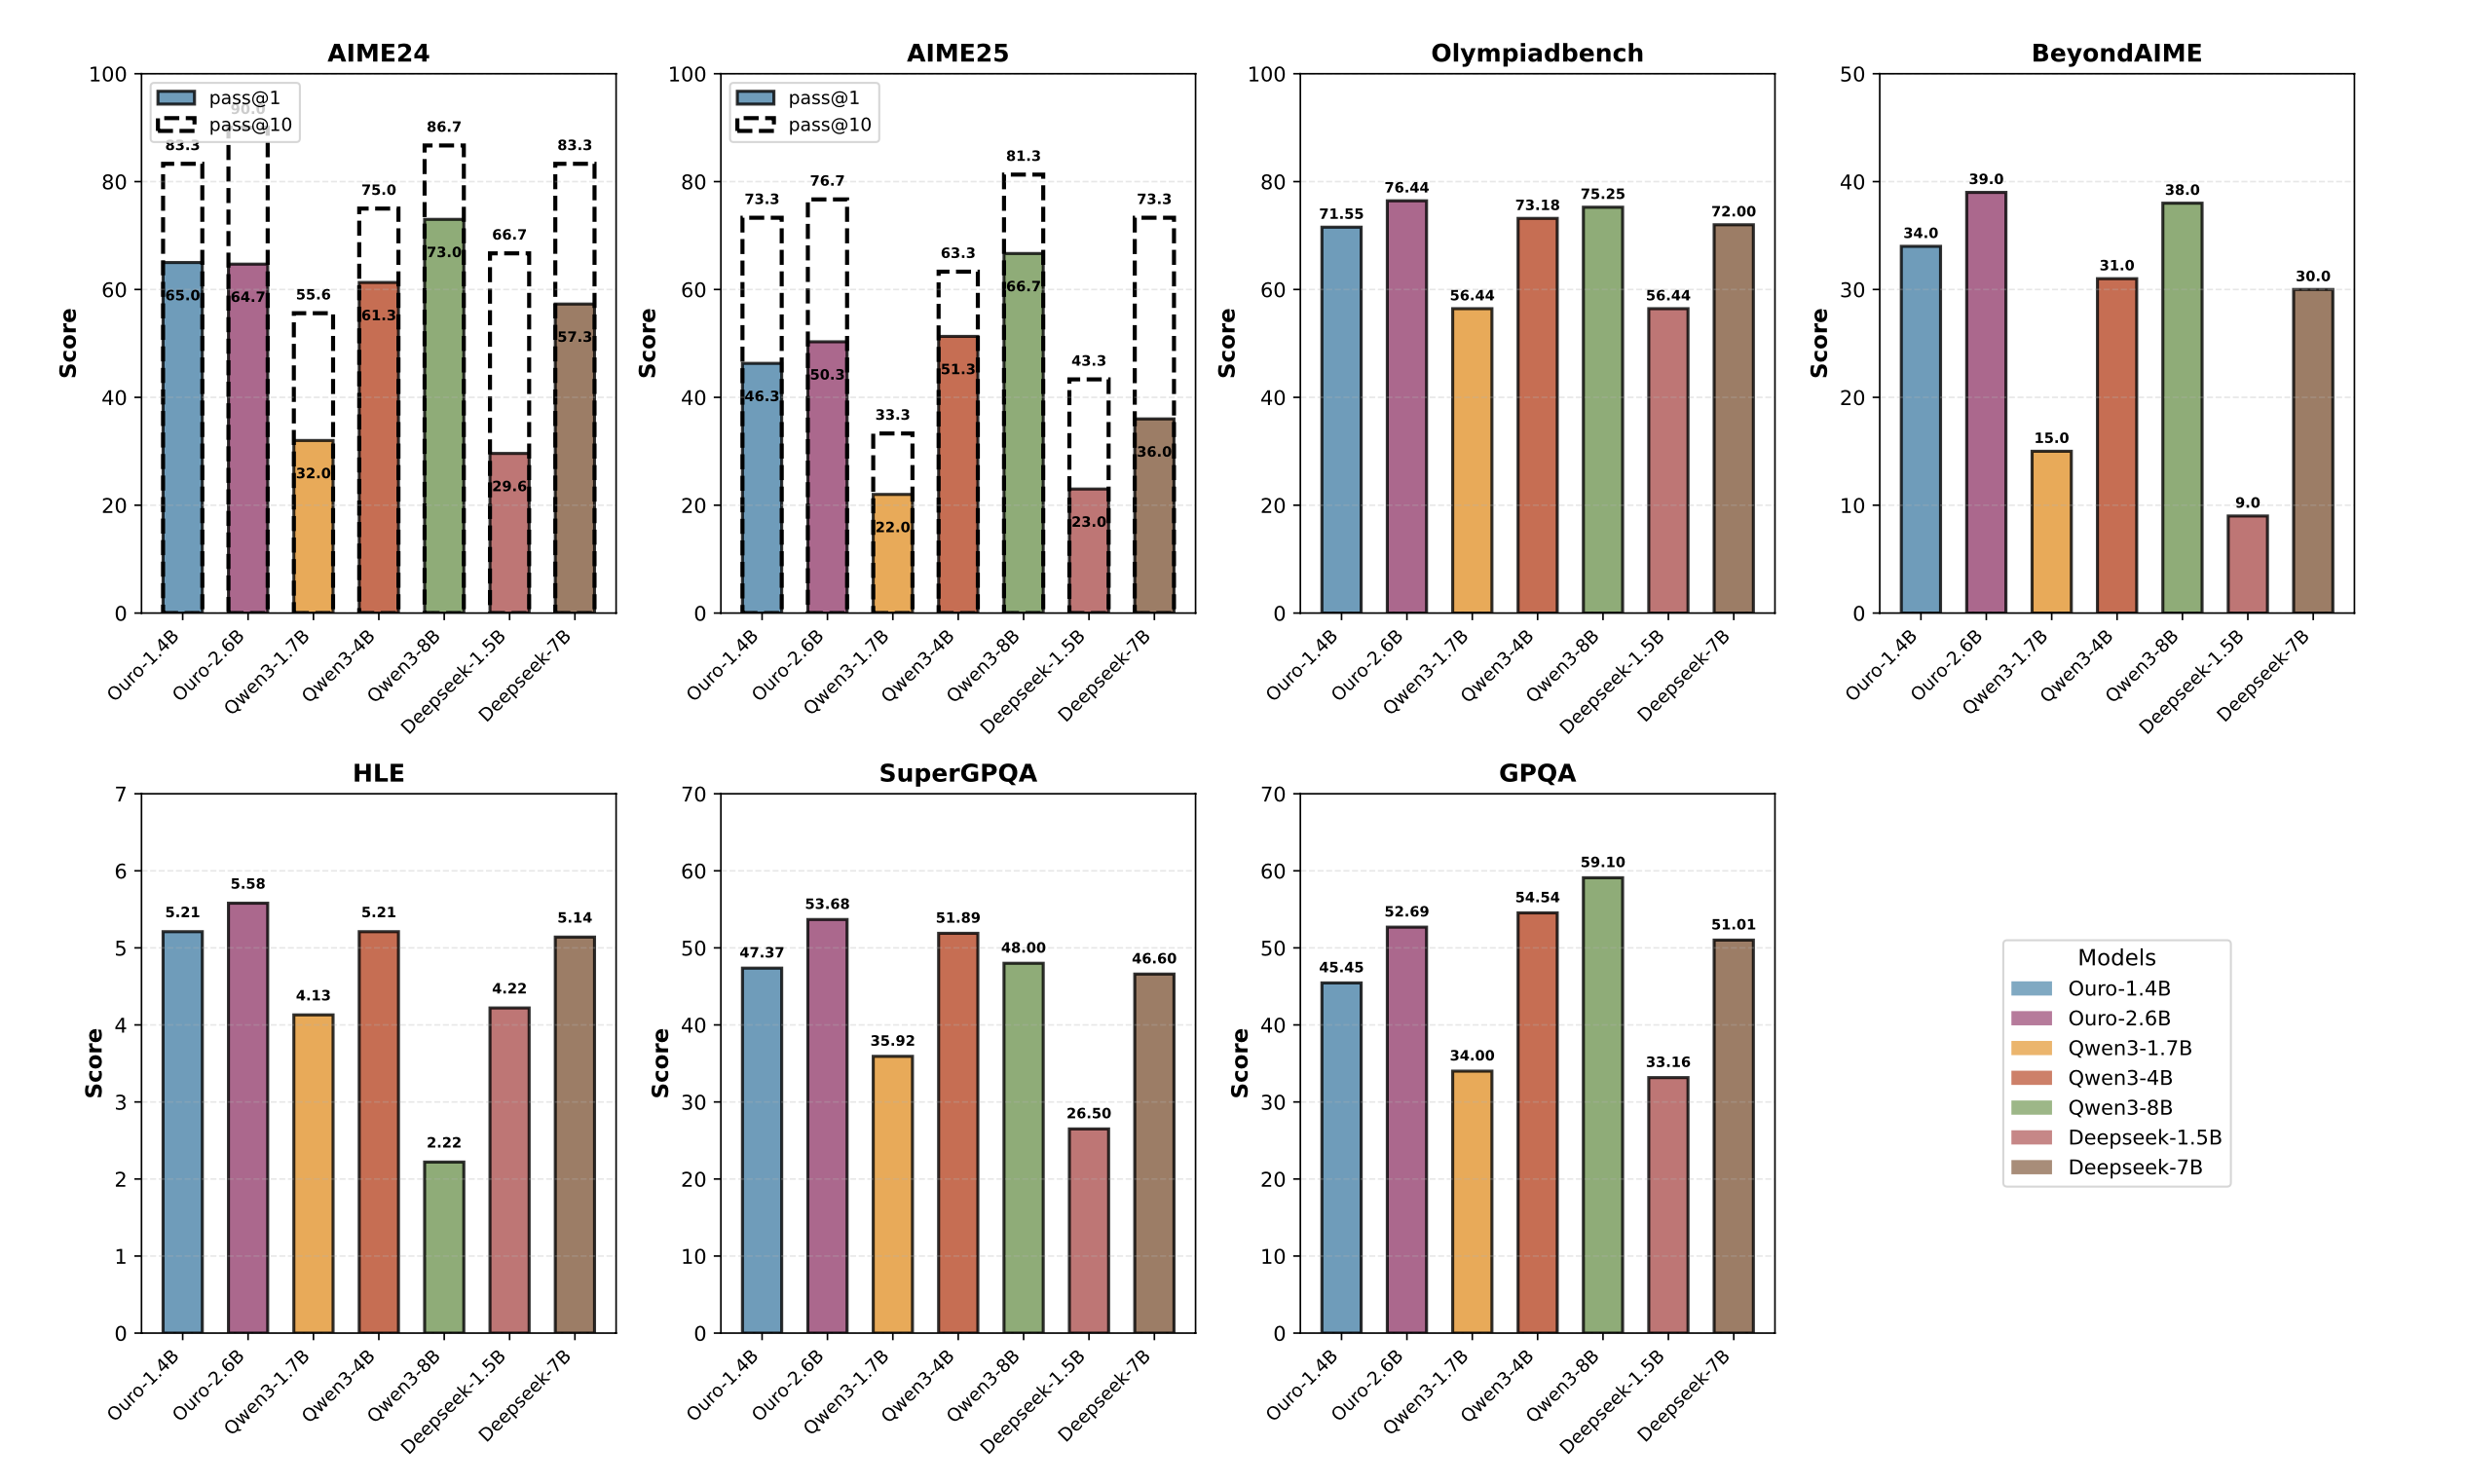 AIME24
100
80
60
40
20
0
Score
pass@1
pass@10
83.3
90.0
55.6
75.0
86.7
66.7
83.3
65.0
64.7
32.0
61.3
73.0
29.6
57.3
Ouro-1.4B
Ouro-2.6B
Qwen3-1.7B
Qwen3-4B
Qwen3-8B
Deepseek-1.5B
Deepseek-7B
AIME25
100
80
60
40
20
0
Score
pass@1
pass@10
73.3
76.7
33.3
63.3
81.3
43.3
73.3
46.3
50.3
22.0
51.3
66.7
23.0
36.0
Ouro-1.4B
Ouro-2.6B
Qwen3-1.7B
Qwen3-4B
Qwen3-8B
Deepseek-1.5B
Deepseek-7B
Olympiadbench
100
80
60
40
20
0
Score
71.55
76.44
56.44
73.18
75.25
56.44
72.00
Ouro-1.4B
Ouro-2.6B
Qwen3-1.7B
Qwen3-4B
Qwen3-8B
Deepseek-1.5B
Deepseek-7B
BeyondAIME
50
40
30
20
10
0
Score
34.0
39.0
15.0
31.0
38.0
9.0
30.0
Ouro-1.4B
Ouro-2.6B
Qwen3-1.7B
Qwen3-4B
Qwen3-8B
Deepseek-1.5B
Deepseek-7B
HLE
7
6
5
4
3
2
1
0
Score
5.21
5.58
4.13
5.21
2.22
4.22
5.14
Ouro-1.4B
Ouro-2.6B
Qwen3-1.7B
Qwen3-4B
Qwen3-8B
Deepseek-1.5B
Deepseek-7B
SuperGPQA
70
60
50
40
30
20
10
0
Score
47.37
53.68
35.92
51.89
48.00
26.50
46.60
Ouro-1.4B
Ouro-2.6B
Qwen3-1.7B
Qwen3-4B
Qwen3-8B
Deepseek-1.5B
Deepseek-7B
GPQA
70
60
50
40
30
20
10
0
Score
45.45
52.69
34.00
54.54
59.10
33.16
51.01
Ouro-1.4B
Ouro-2.6B
Qwen3-1.7B
Qwen3-4B
Qwen3-8B
Deepseek-1.5B
Deepseek-7B
Models
Ouro-1.4B
Ouro-2.6B
Qwen3-1.7B
Qwen3-4B
Qwen3-8B
Deepseek-1.5B
Deepseek-7B